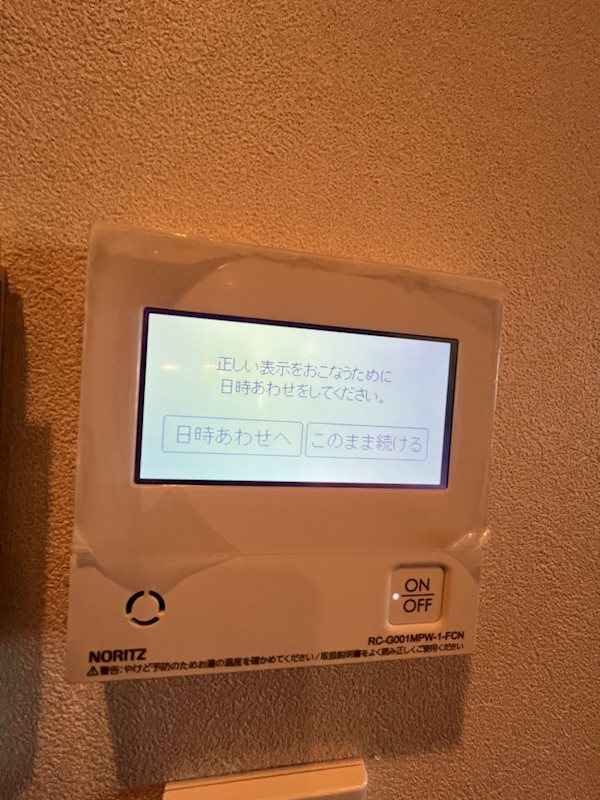 正しい表示をおこなうために
日時あわせをしてください。
日時あわせへ このまま続ける
ON
OFF
RC-G001MPW-1-FCN
NORITZ
⚠警告:やけど予防のためお湯の温度を確かめてください/取扱説明書をよく読み正しくご使用ください